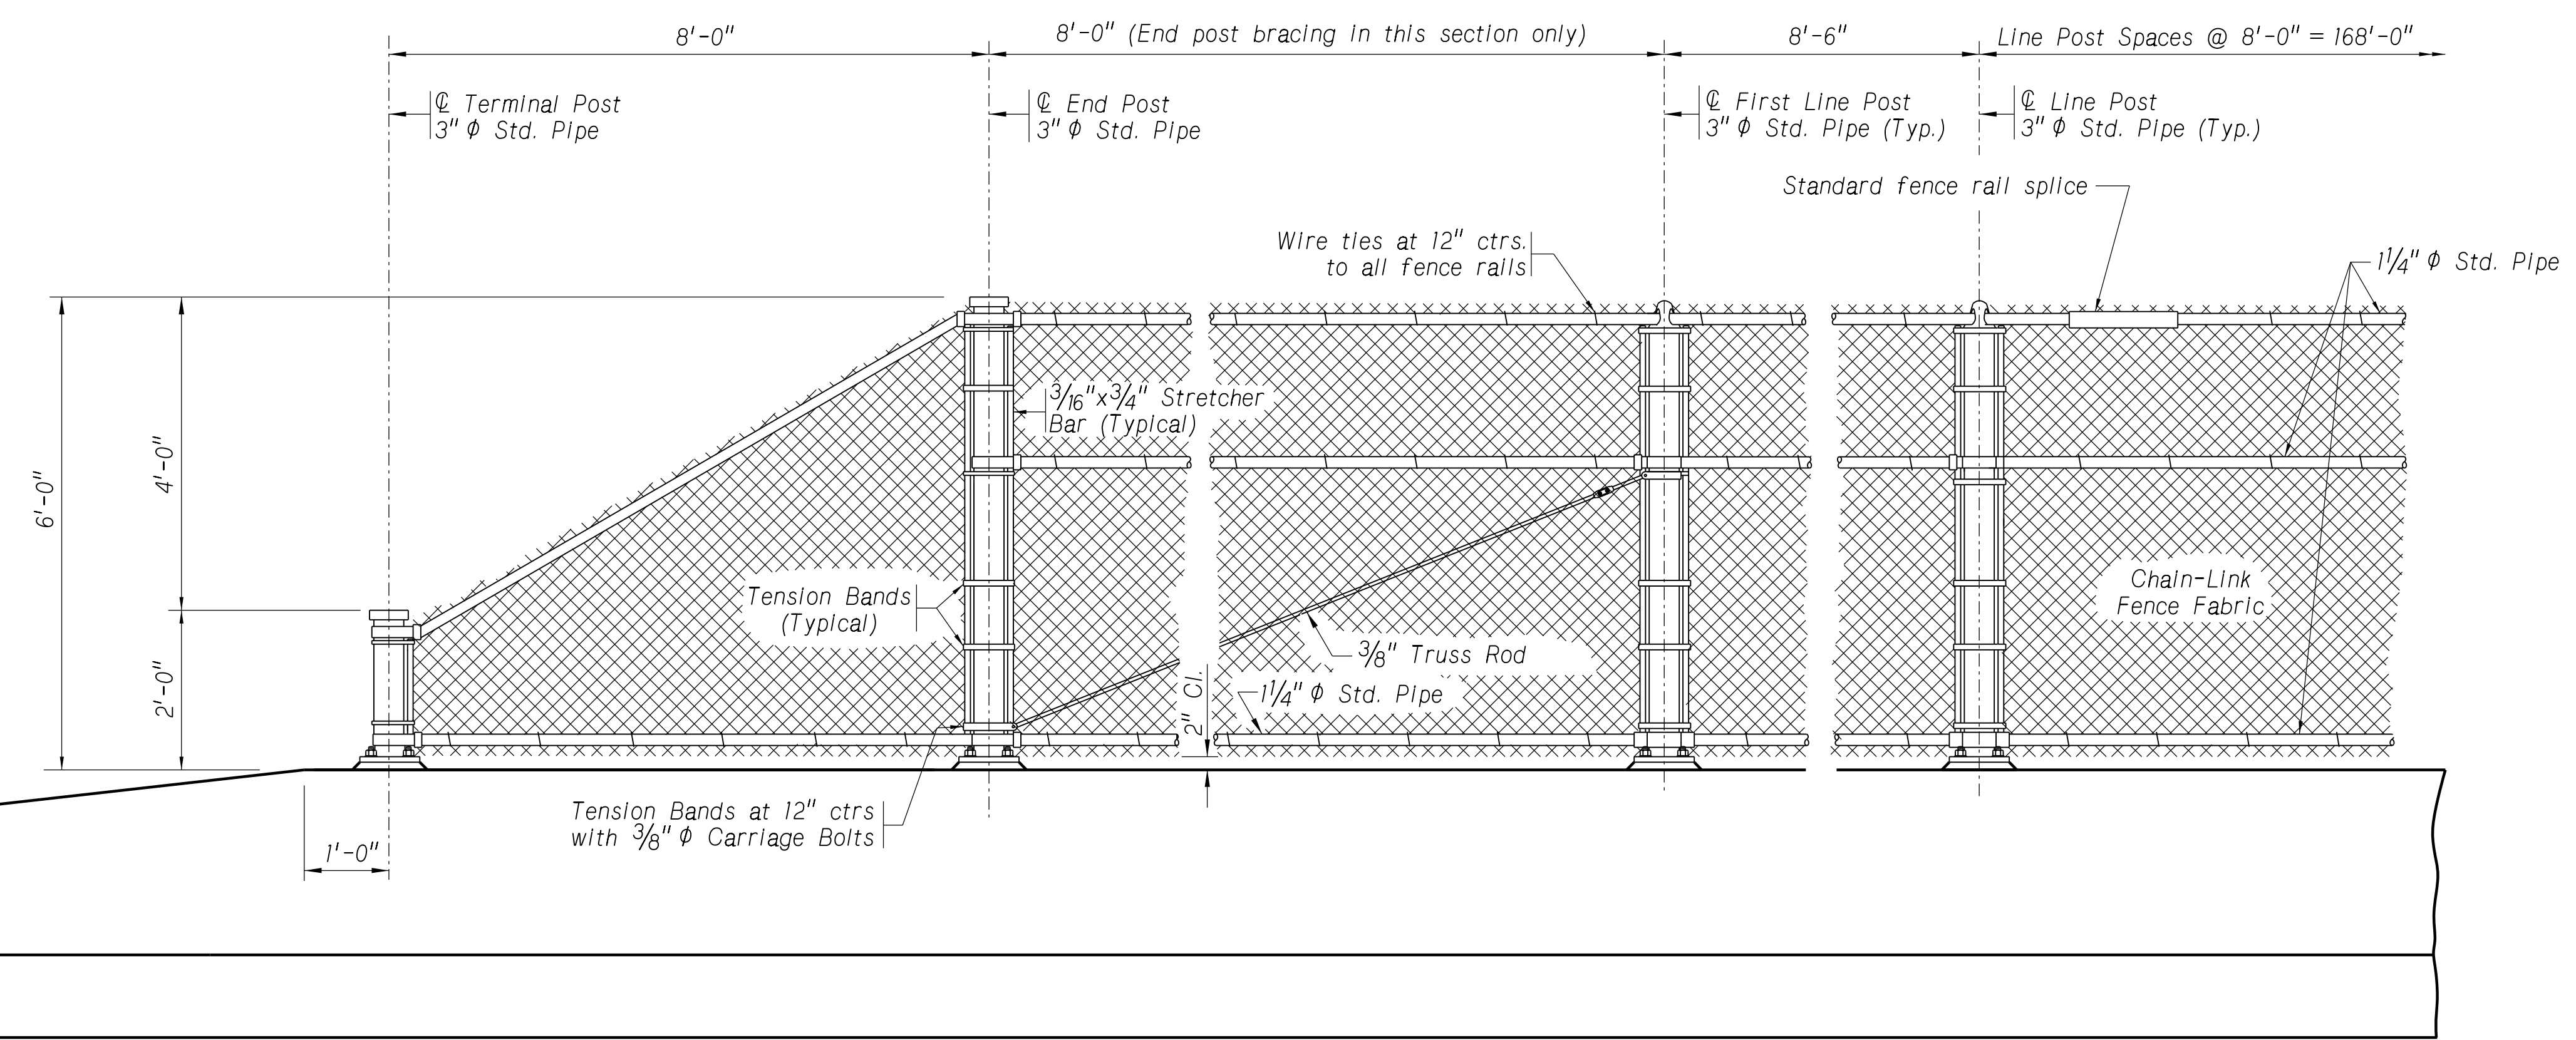 8'-0"
8'-0" (End post bracing in this section only)
8'-6"
Line Post Spaces @ 8'-0" = 168'-0"
℄ Terminal Post
3" ϕ Std. Pipe
℄ End Post
3" ϕ Std. Pipe
℄ First Line Post
3" ϕ Std. Pipe (Typ.)
℄ Line Post
3" ϕ Std. Pipe (Typ.)
Standard fence rail splice
Wire ties at 12" ctrs.
to all fence rails
1 1/4" ϕ Std. Pipe
3/16"x3/4" Stretcher
Bar (Typical)
6'-0"
4'-0"
2'-0"
Tension Bands
(Typical)
Chain-Link
Fence Fabric
3/8" Truss Rod
1 1/4" ϕ Std. Pipe
2" Cl.
Tension Bands at 12" ctrs
with 3/8" ϕ Carriage Bolts
1'-0"